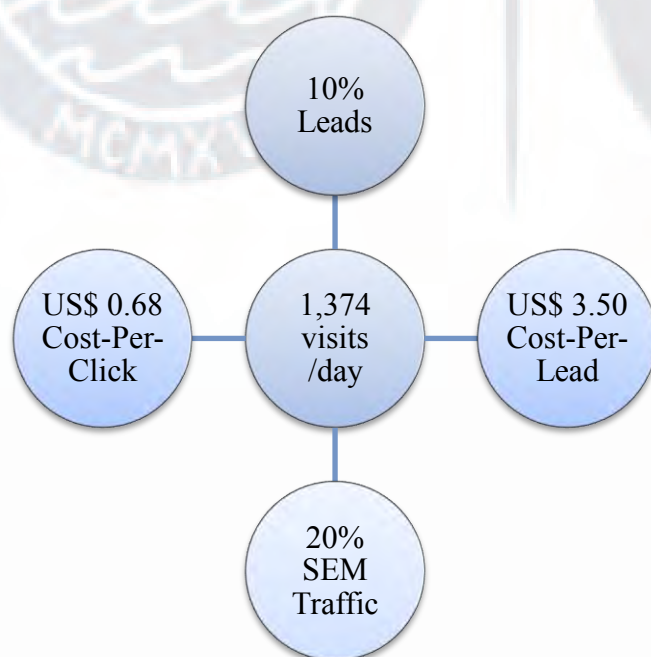 MCMXV
10%
Leads
US$ 0.68
Cost-Per-
Click
1,374
visits
/day
US$ 3.50
Cost-Per-
Lead
20%
SEM
Traffic